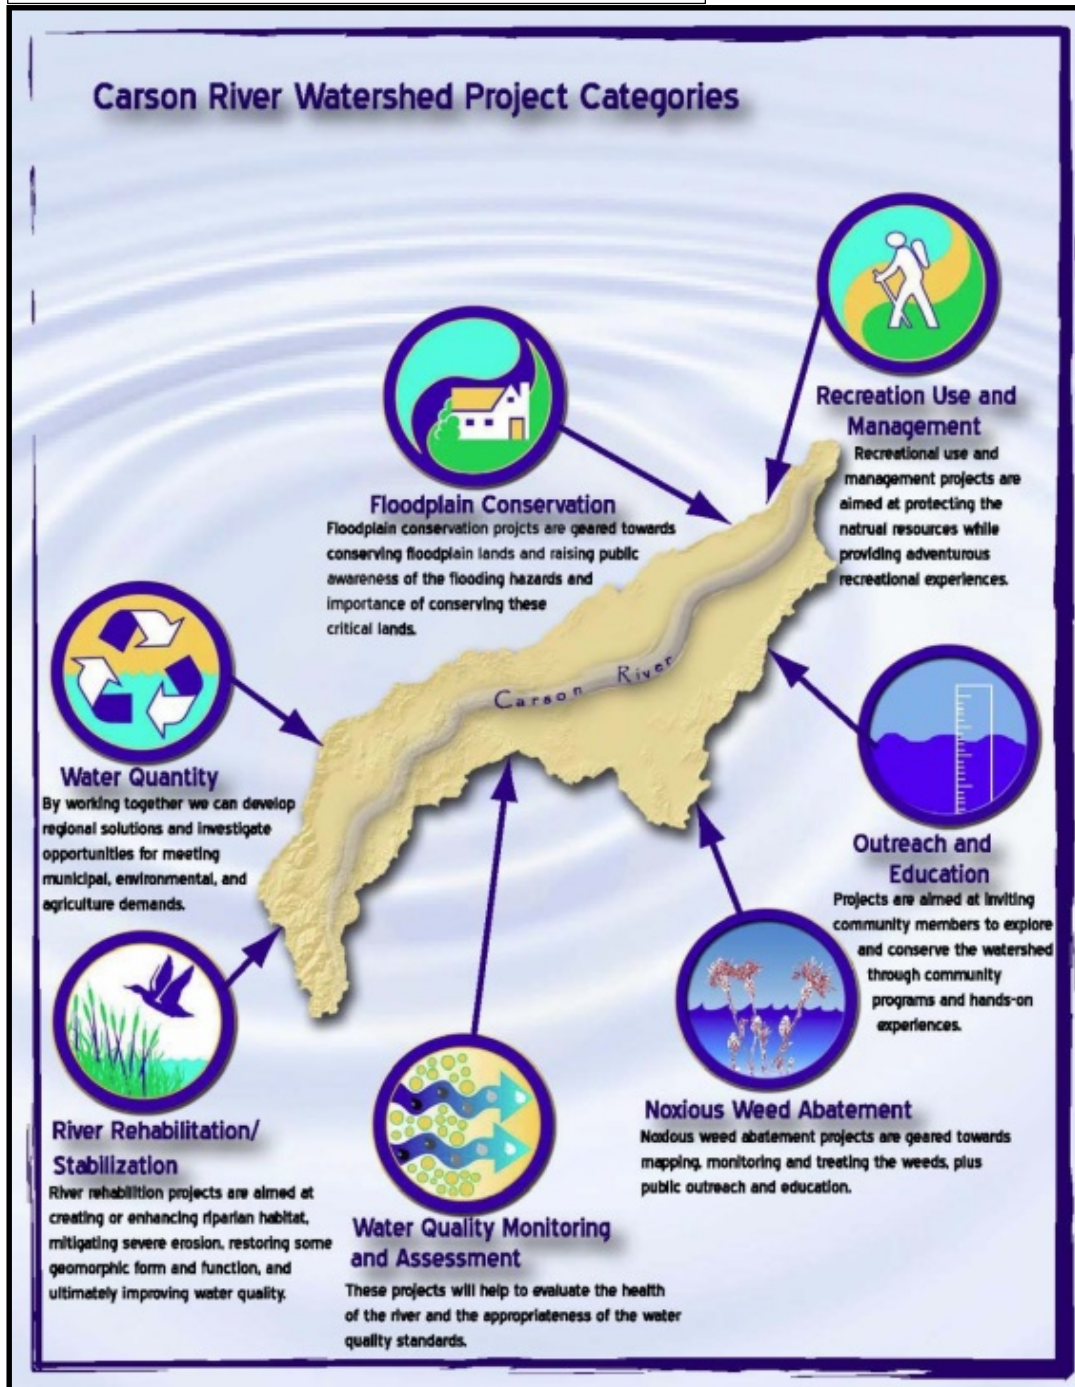 Carson River Watershed Project Categories
Recreation Use and
Management
Recreational use and
management projects are
aimed at protecting the
natrual resources while
providing adventurous
recreational experiences.
Floodplain Conservation
Floodplain conservation projcts are geared towards
conserving floodplain lands and raising public
awareness of the flooding hazards and
importance of conserving these
critical lands.
Carson River
Water Quantity
By working together we can develop
regional solutions and investigate
opportunities for meeting
municipal, environmental, and
agriculture demands.
Outreach and
Education
Projects are aimed at inviting
community members to explore
and conserve the watershed
through community
programs and hands-on
experiences.
River Rehabilitation/
Stabilization
River rehabilition projects are aimed at
creating or enhancing riparian habitat,
mitigating severe erosion, restoring some
geomorphic form and function, and
ultimately improving water quality.
Noxious Weed Abatement
Noxious weed abatement projects are geared towards
mapping, monitoring and treating the weeds, plus
public outreach and education.
Water Quality Monitoring
and Assessment
These projects will help to evaluate the health
of the river and the appropriateness of the water
quality standards.